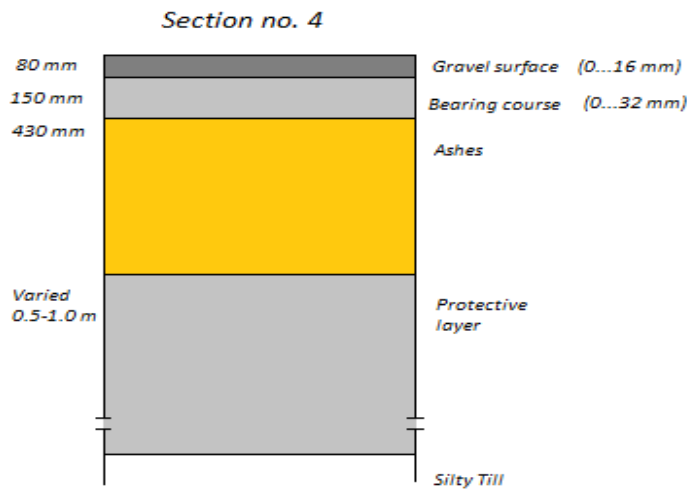 Section no. 4
80 mm
Gravel surface (0...16 mm)
150 mm
Bearing course (0...32 mm)
430 mm
Ashes
Varied
0.5-1.0 m
Protective
layer
Silty Till